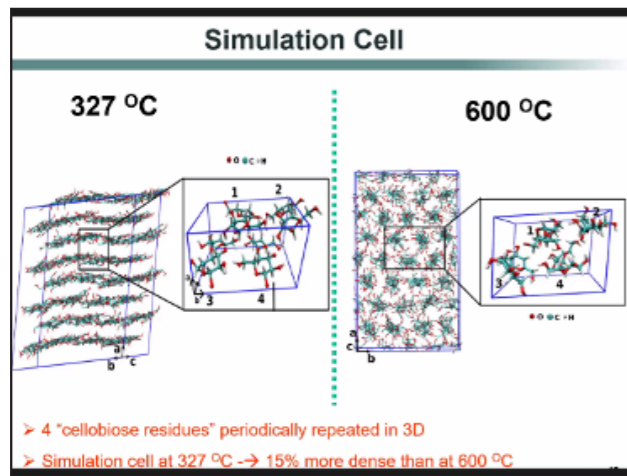 Simulation Cell
327 ºC
600 ºC
O C H
1 2
3 4
a
b c
O C H
1 2
3 4
a
c b
➢ 4 "cellobiose residues" periodically repeated in 3D
➢ Simulation cell at 327 ºC -→ 15% more dense than at 600 ºC